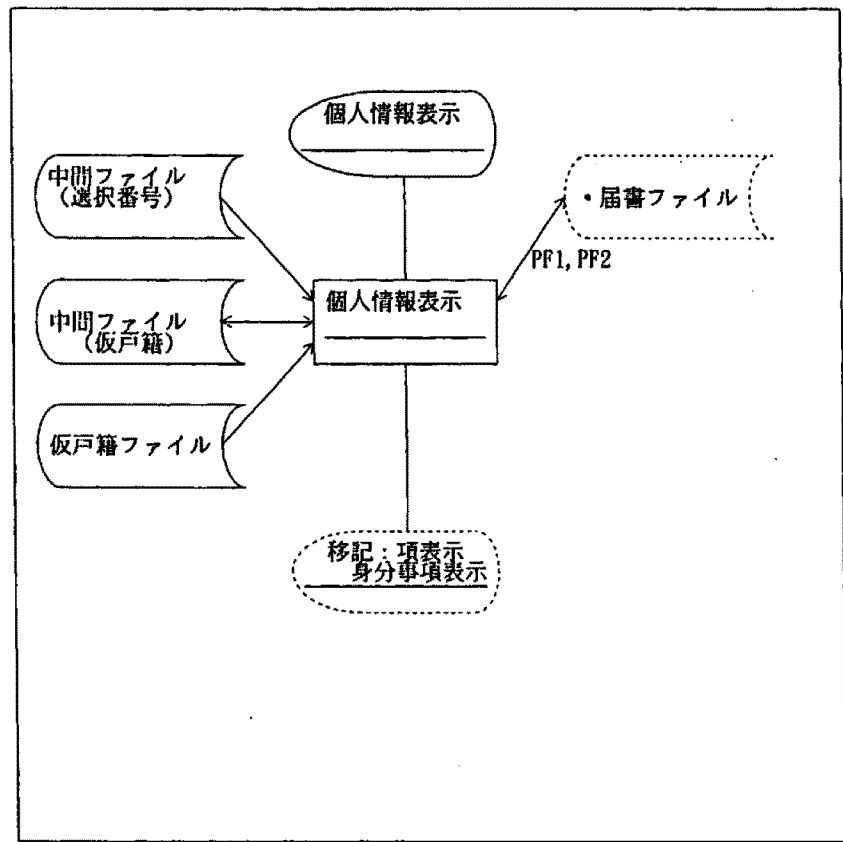 個人情報表示
中間ファイル
(選択番号)
・届書ファイル
PF1, PF2
個人情報表示
中間ファイル
(仮戸籍)
仮戸籍ファイル
移記:項表示
身分事項表示